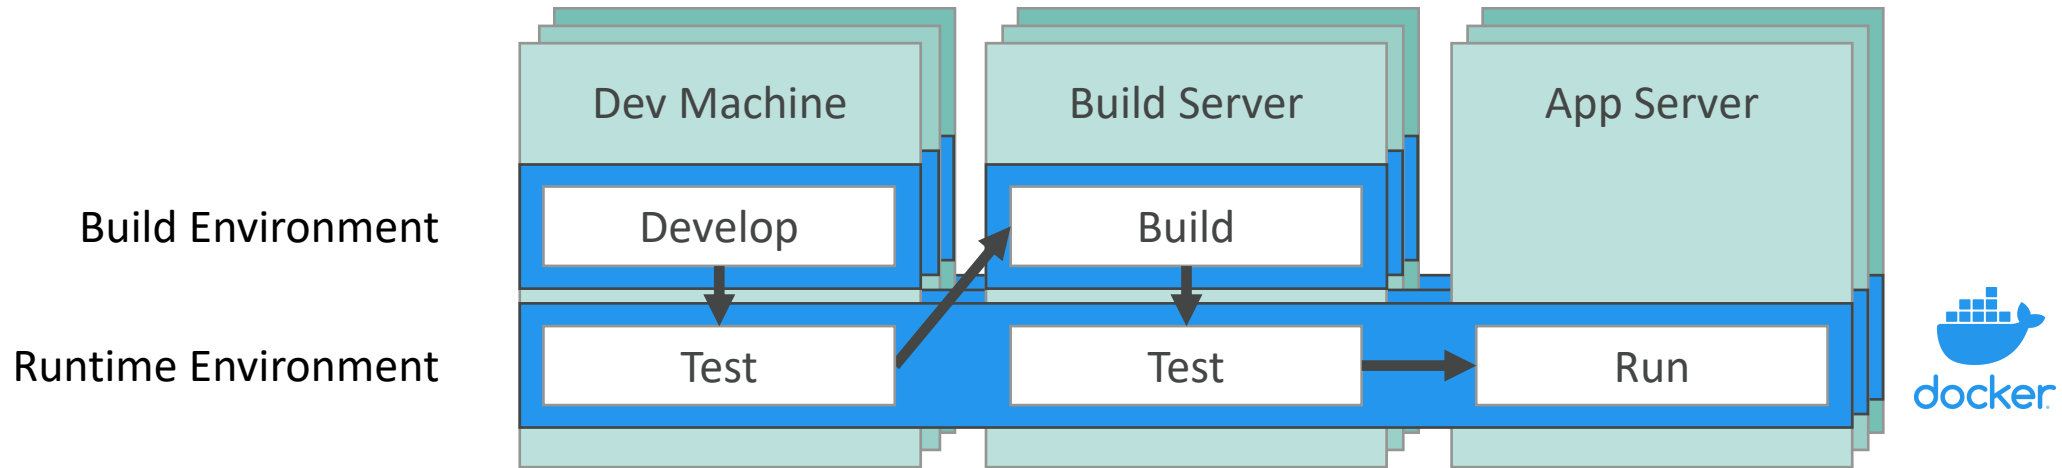 Dev Machine
Build Server
App Server
Build Environment
Develop
Build
Runtime Environment
Test
Test
Run
docker